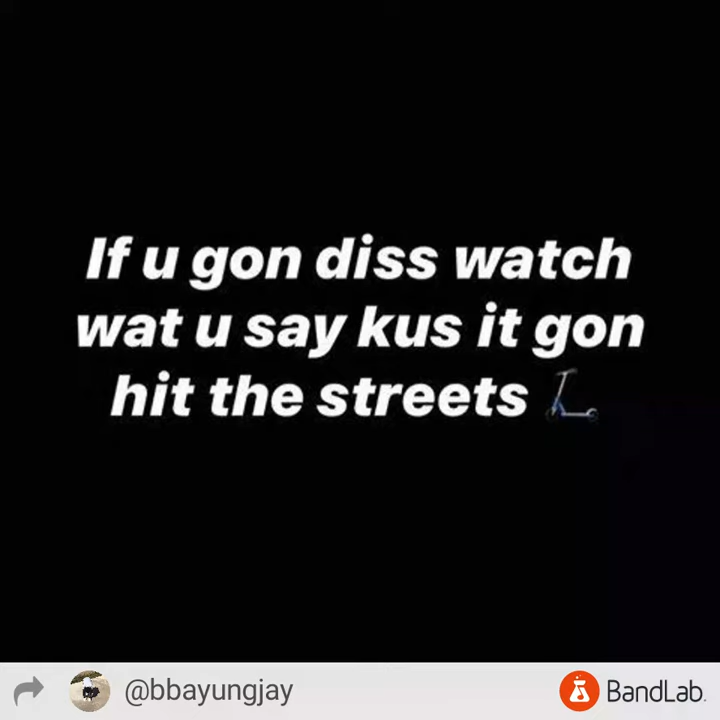 If u gon diss watch
wat u say kus it gon
hit the streets 🛴
@bbayungjay
BandLab.